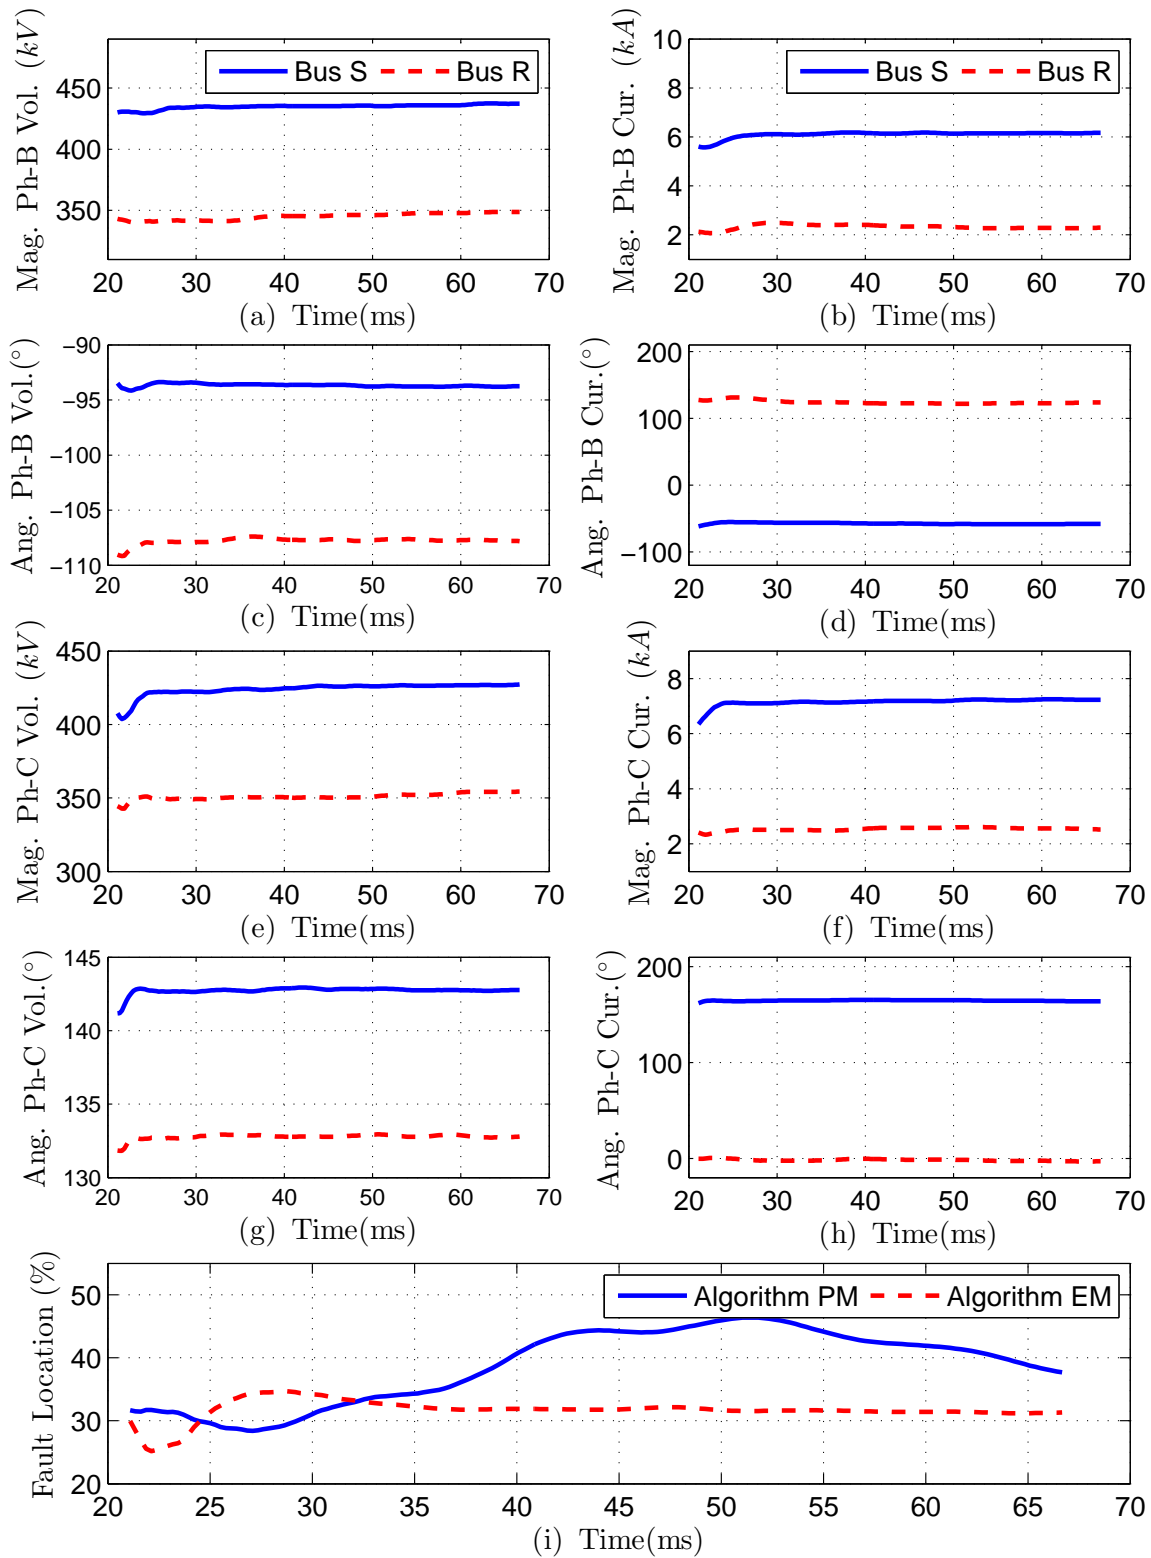 Mag. Ph-B Vol. (kV)
450
400
350
Bus S Bus R
20 30 40 50 60 70
(a) Time(ms)
Mag. Ph-B Cur. (kA)
10
8
6
4
2
Bus S Bus R
20 30 40 50 60 70
(b) Time(ms)
Ang. Ph-B Vol.(°)
−90
−95
−100
−105
−110
20 30 40 50 60 70
(c) Time(ms)
Ang. Ph-B Cur.(°)
200
100
0
−100
20 30 40 50 60 70
(d) Time(ms)
Mag. Ph-C Vol. (kV)
450
400
350
300
20 30 40 50 60 70
(e) Time(ms)
Mag. Ph-C Cur. (kA)
8
6
4
2
20 30 40 50 60 70
(f) Time(ms)
Ang. Ph-C Vol.(°)
145
140
135
130
20 30 40 50 60 70
(g) Time(ms)
Ang. Ph-C Cur.(°)
200
100
0
20 30 40 50 60 70
(h) Time(ms)
Fault Location (%)
50
40
30
20
Algorithm PM Algorithm EM
20 25 30 35 40 45 50 55 60 65 70
(i) Time(ms)